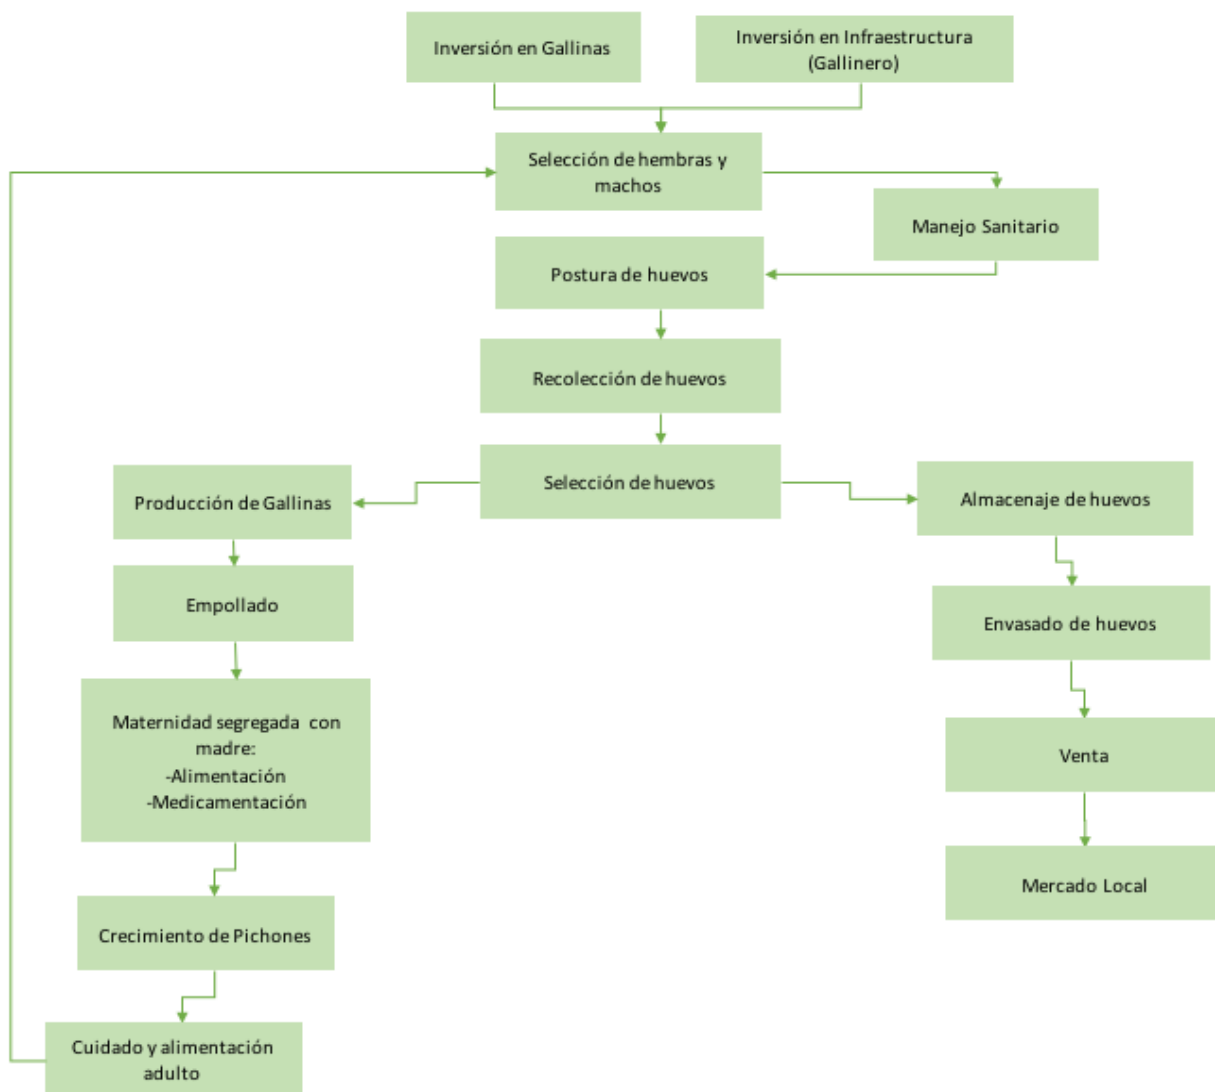 Inversión en Gallinas
Inversión en Infraestructura
(Gallinero)
Selección de hembras y
machos
Manejo Sanitario
Postura de huevos
Recolección de huevos
Selección de huevos
Producción de Gallinas
Almacenaje de huevos
Empollado
Envasado de huevos
Maternidad segregada con
madre:
-Alimentación
-Medicamentación
Venta
Mercado Local
Crecimiento de Pichones
Cuidado y alimentación
adulto